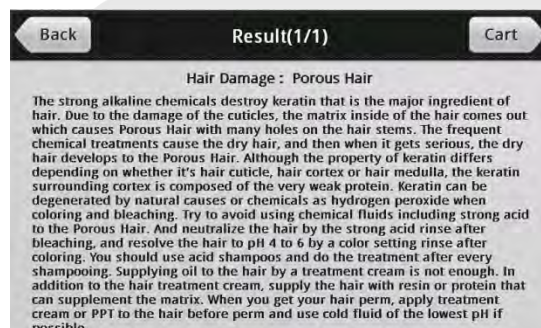 Back
Result(1/1)
Cart
Hair Damage : Porous Hair
The strong alkaline chemicals destroy keratin that is the major ingredient of
hair. Due to the damage of the cuticles, the matrix inside of the hair comes out
which causes Porous Hair with many holes on the hair stems. The frequent
chemical treatments cause the dry hair, and then when it gets serious, the dry
hair develops to the Porous Hair. Although the property of keratin differs
depending on whether it's hair cuticle, hair cortex or hair medulla, the keratin
surrounding cortex is composed of the very weak protein. Keratin can be
degenerated by natural causes or chemicals as hydrogen peroxide when
coloring and bleaching. Try to avoid using chemical fluids including strong acid
to the Porous Hair. And neutralize the hair by the strong acid rinse after
bleaching, and resolve the hair to pH 4 to 6 by a color setting rinse after
coloring. You should use acid shampoos and do the treatment after every
shampooing. Supplying oil to the hair by a treatment cream is not enough. In
addition to the hair treatment cream, supply the hair with resin or protein that
can supplement the matrix. When you get your hair perm, apply treatment
cream or PPT to the hair before perm and use cold fluid of the lowest pH if
possible